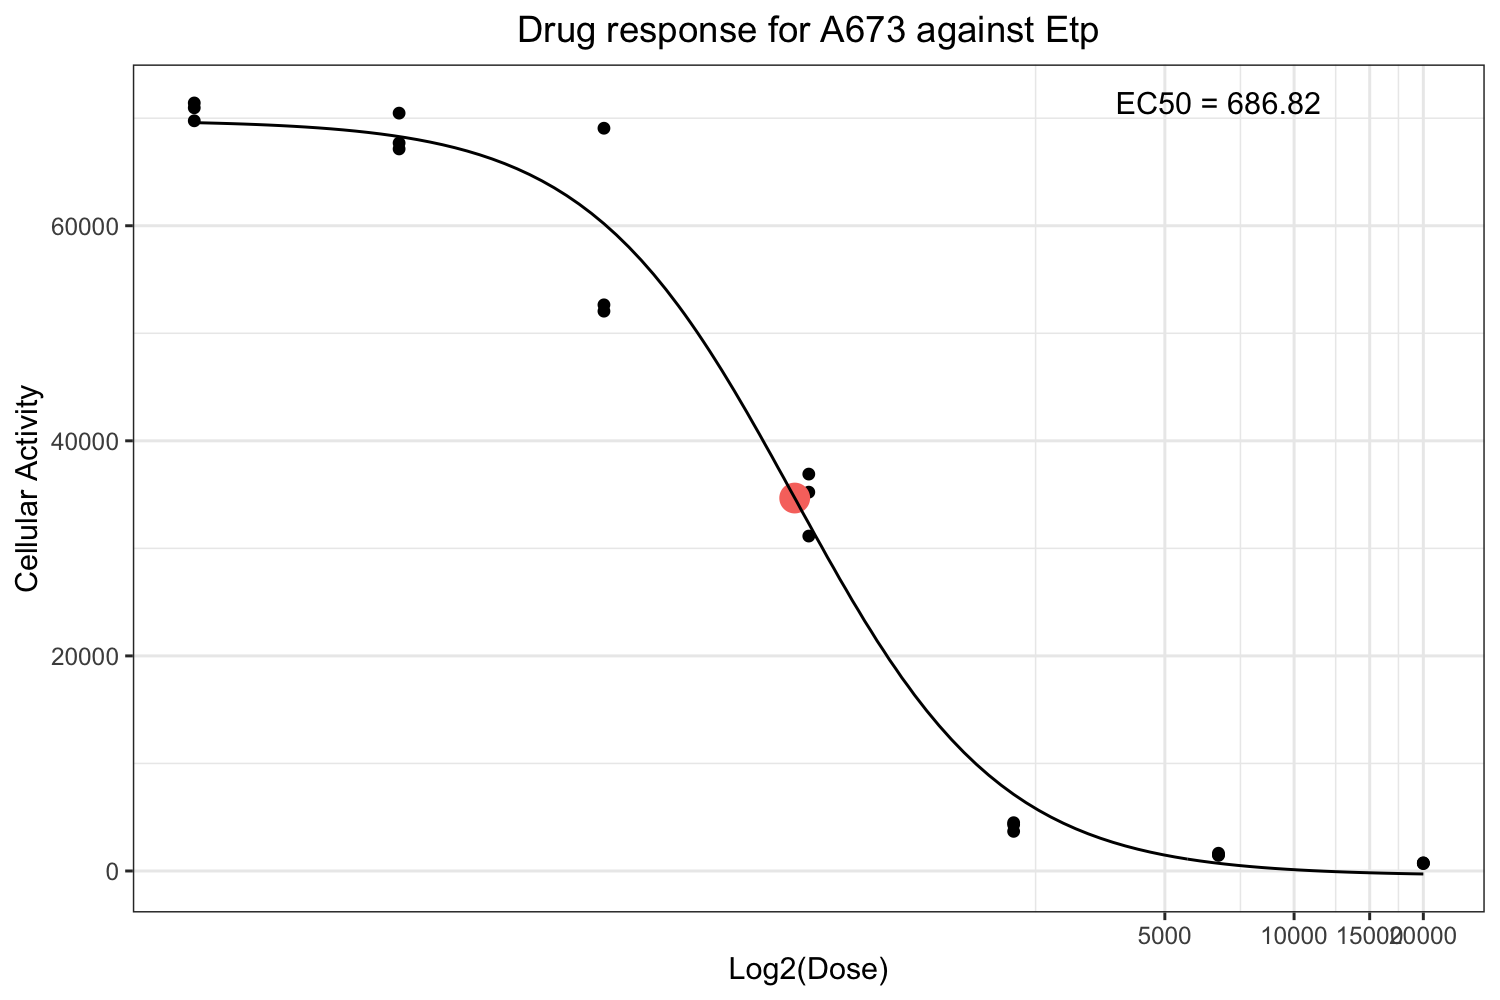 Drug response for A673 against Etp
EC50 = 686.82
60000
40000
20000
0
Cellular Activity
5000 10000 15000 20000
Log2(Dose)